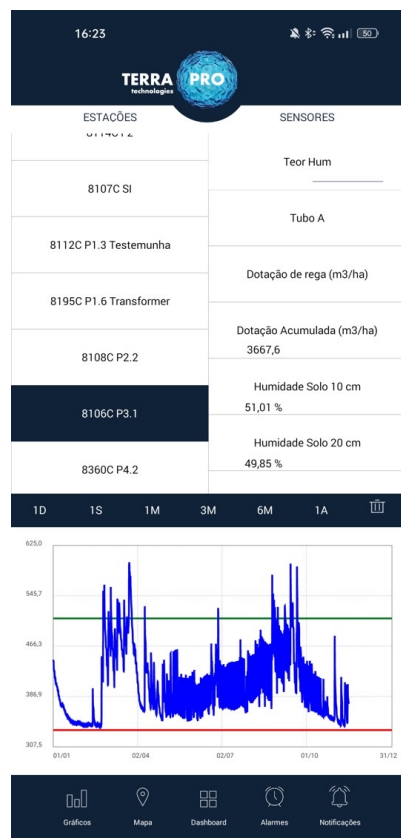 16:23
50
TERRA PRO
technologies
ESTAÇÕES
SENSORES
8107C SI
8112C P1.3 Testemunha
8195C P1.6 Transformer
8108C P2.2
8106C P3.1
8360C P4.2
Teor Hum
Tubo A
Dotação de rega (m3/ha)
Dotação Acumulada (m3/ha)
3667,6
Humidade Solo 10 cm
51,01 %
Humidade Solo 20 cm
49,85 %
1D 1S 1M 3M 6M 1A
625,0
545,7
466,3
386,9
307,5
01/01 02/04 02/07 01/10 31/12
Gráficos Mapa Dashboard Alarmes Notificações